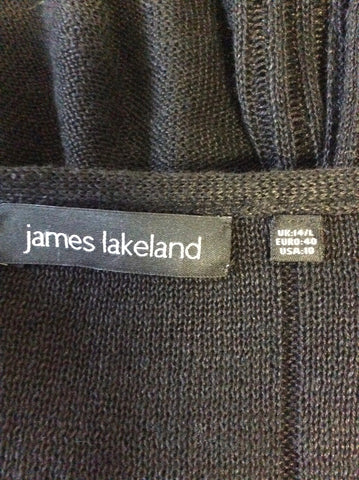 james lakeland
UK:14/L
EURO:40
USA:10